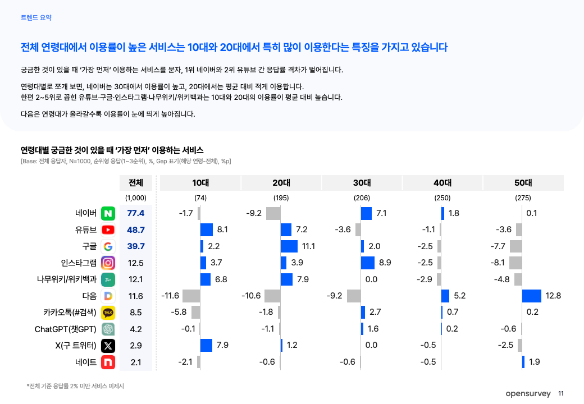 트렌드 요약
전체 연령대에서 이용률이 높은 서비스는 10대와 20대에서 특히 많이 이용한다는 특징을 가지고 있습니다
궁금한 것이 있을 때 '가장 먼저' 이용하는 서비스를 묻자, 1위 네이버와 2위 유튜브 간 응답률 격차가 벌어집니다.
연령대별로 쪼개 보면, 네이버는 30대에서 이용률이 높고, 20대에서는 평균 대비 적게 이용합니다.
한편 2~5위로 꼽힌 유튜브·구글·인스타그램·나무위키/위키백과는 10대와 20대의 이용률이 평균 대비 높습니다.
다음은 연령대가 올라갈수록 이용률이 눈에 띄게 높아집니다.
연령대별 궁금한 것이 있을 때 '가장 먼저' 이용하는 서비스
[Base: 전체 응답자, N=1000, 순위형 응답(1~3순위), %, Gap 표기(해당 연령-전체), %p]
전체 10대 20대 30대 40대 50대
(1,000) (74) (195) (206) (250) (275)
네이버 77.4 -1.7 -9.2 7.1 1.8 0.1
유튜브 48.7 8.1 7.2 -3.6 -1.1 -3.6
구글 39.7 2.2 11.1 2.0 -2.5 -7.7
인스타그램 12.5 3.7 3.9 8.9 -2.5 -8.1
나무위키/위키백과 12.1 6.8 7.9 0.0 -2.9 -4.8
다음 11.6 -11.6 -10.6 -9.2 5.2 12.8
카카오톡(#검색) 8.5 -5.8 -1.8 2.7 0.7 0.2
ChatGPT(챗GPT) 4.2 -0.1 -1.1 1.6 0.2 -0.6
X(구 트위터) 2.9 7.9 1.2 0.0 -0.5 -2.5
네이트 2.1 -2.1 -0.6 -0.6 -0.5 1.9
*전체 기준 응답률 2% 미만 서비스 미제시
opensurvey 11